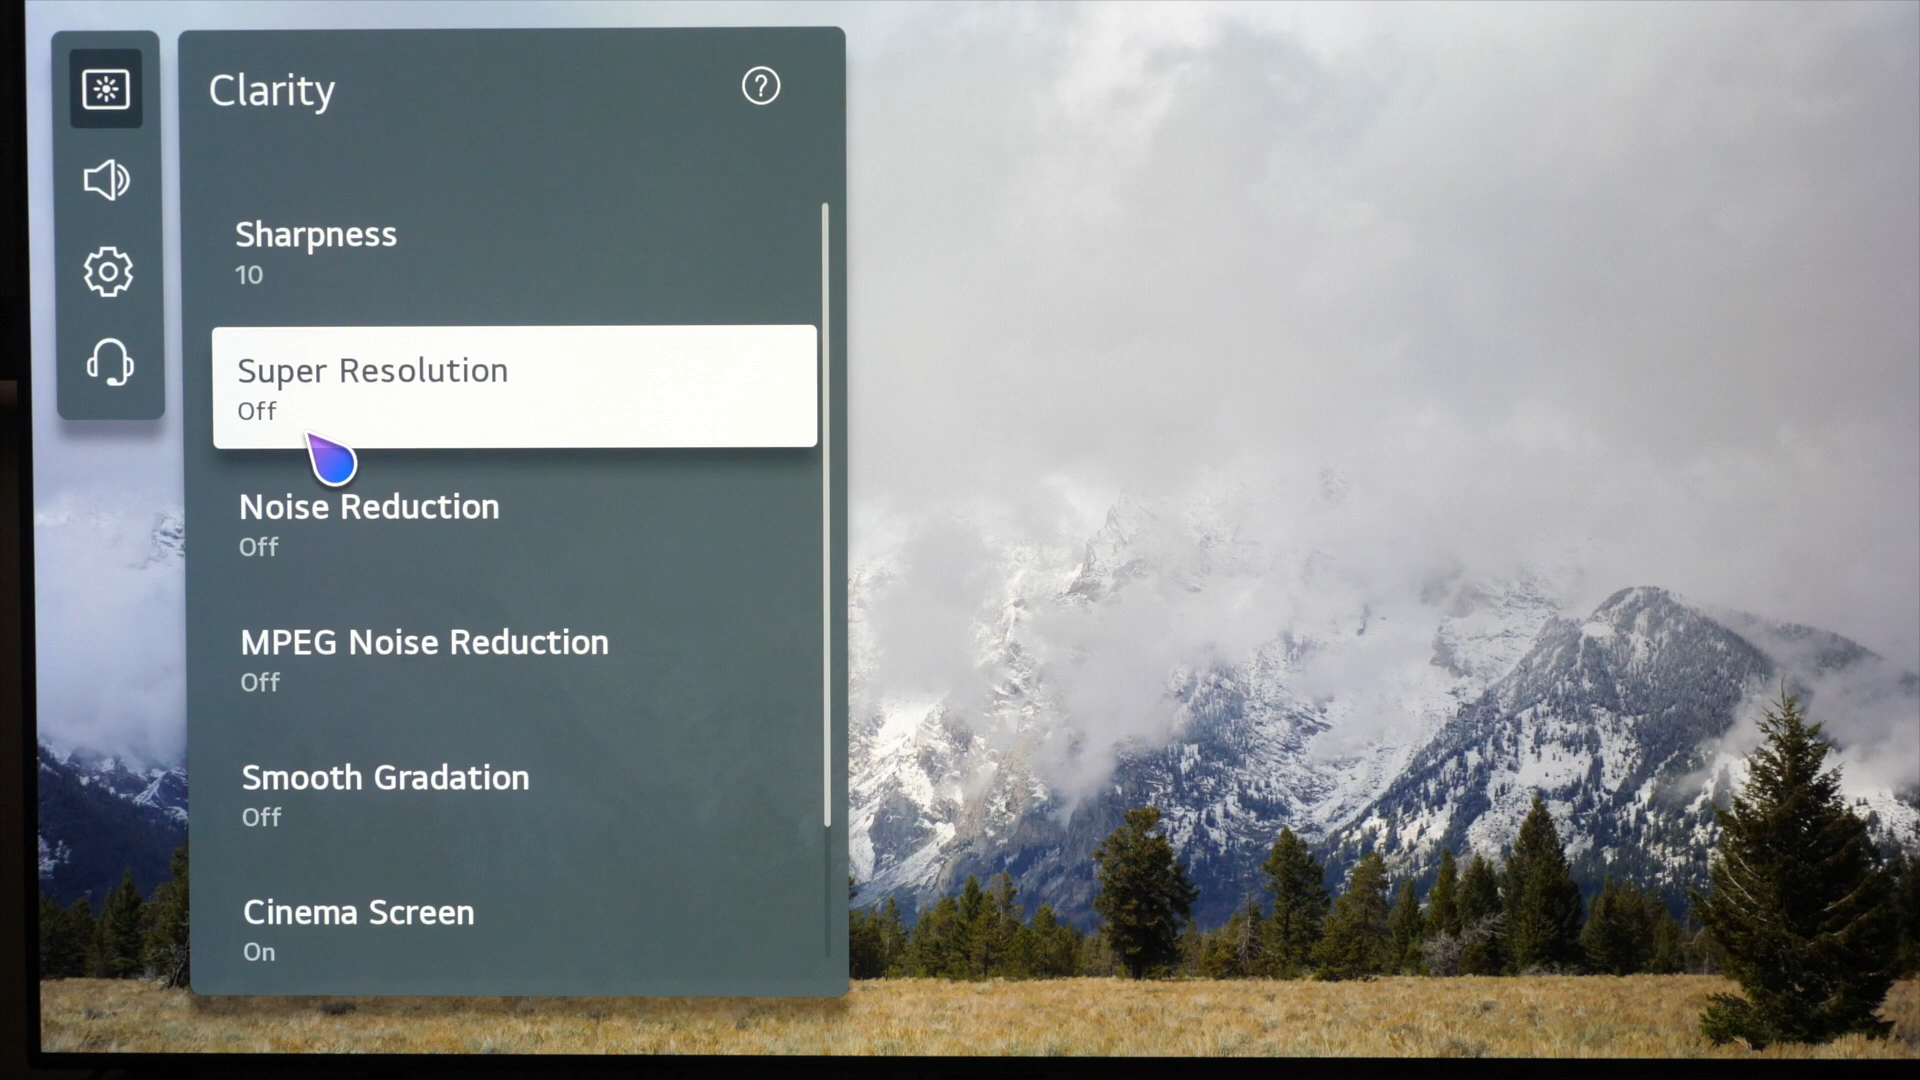 Clarity
?
Sharpness
10
Super Resolution
Off
Noise Reduction
Off
MPEG Noise Reduction
Off
Smooth Gradation
Off
Cinema Screen
On